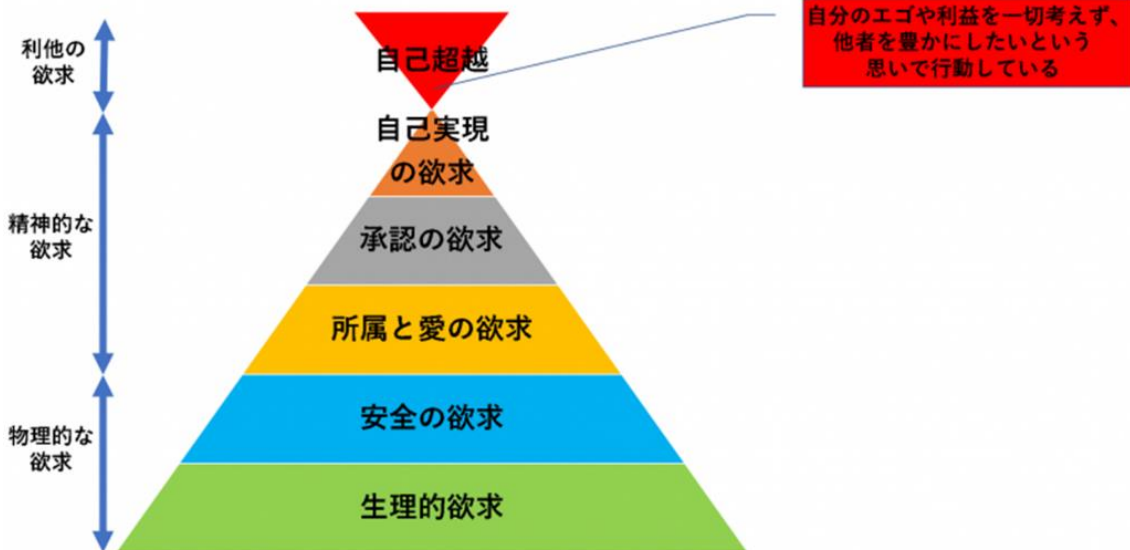 自分のエゴや利益を一切考えず、
他者を豊かにしたいという
思いで行動している
利他の
欲求
自己超越
自己実現
の欲求
精神的な
欲求
承認の欲求
所属と愛の欲求
物理的な
欲求
安全の欲求
生理的欲求